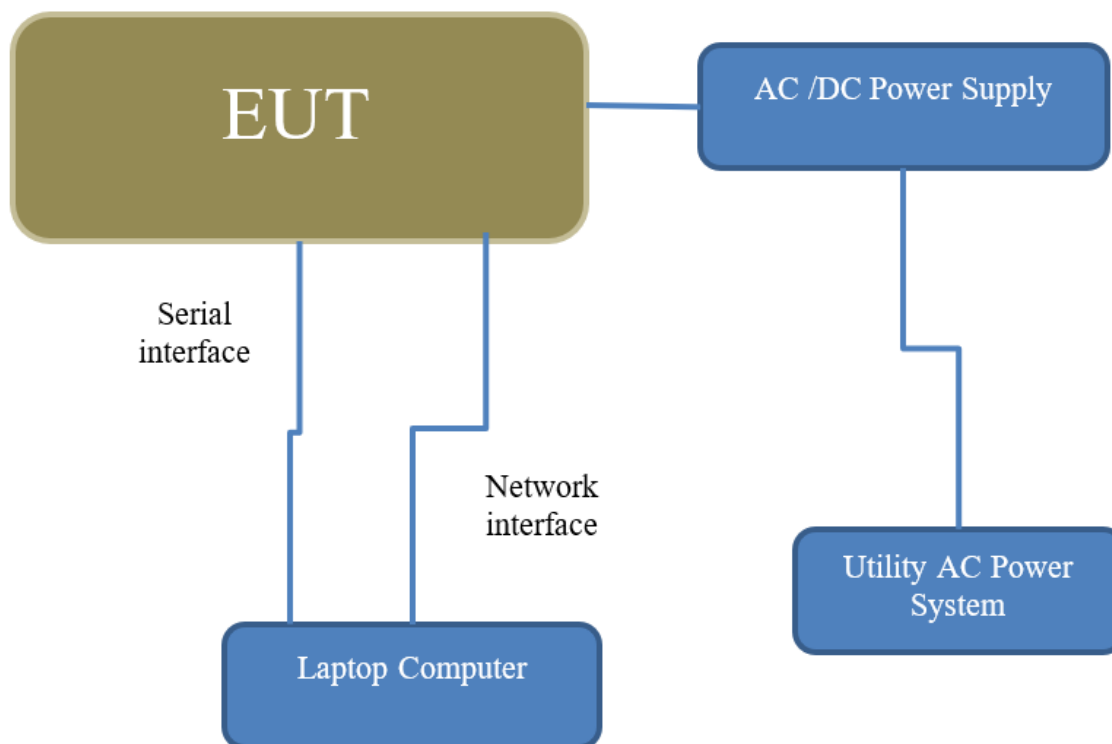 EUT
AC /DC Power Supply
Serial
interface
Network
interface
Utility AC Power
System
Laptop Computer